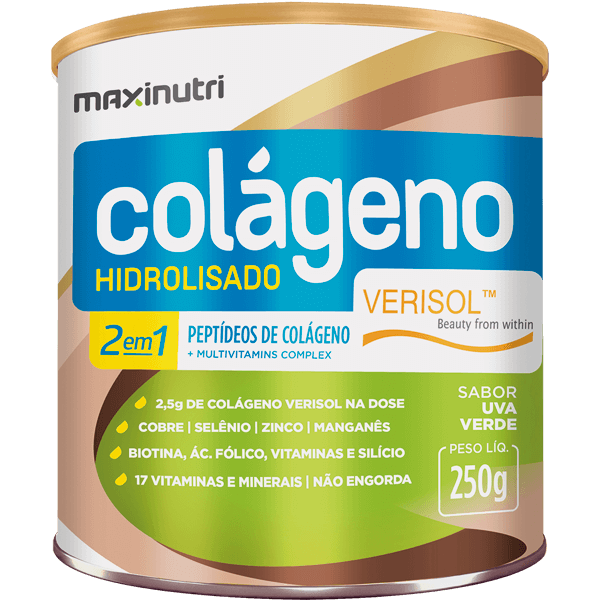 maxinutri
colágeno
HIDROLISADO
VERISOL™
Beauty from within
2em1
PEPTÍDEOS DE COLÁGENO
+ MULTIVITAMINS COMPLEX
2,5g DE COLÁGENO VERISOL NA DOSE
COBRE | SELÊNIO | ZINCO | MANGANÊS
BIOTINA, ÁC. FÓLICO, VITAMINAS E SILÍCIO
17 VITAMINAS E MINERAIS | NÃO ENGORDA
SABOR
UVA
VERDE
PESO LÍQ.
250g